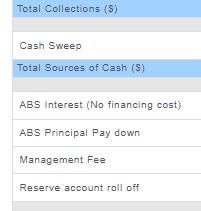 Total Collections ($)
Cash Sweep
Total Sources of Cash ($)
ABS Interest (No financing cost)
ABS Principal Pay down
Management Fee
Reserve account roll off